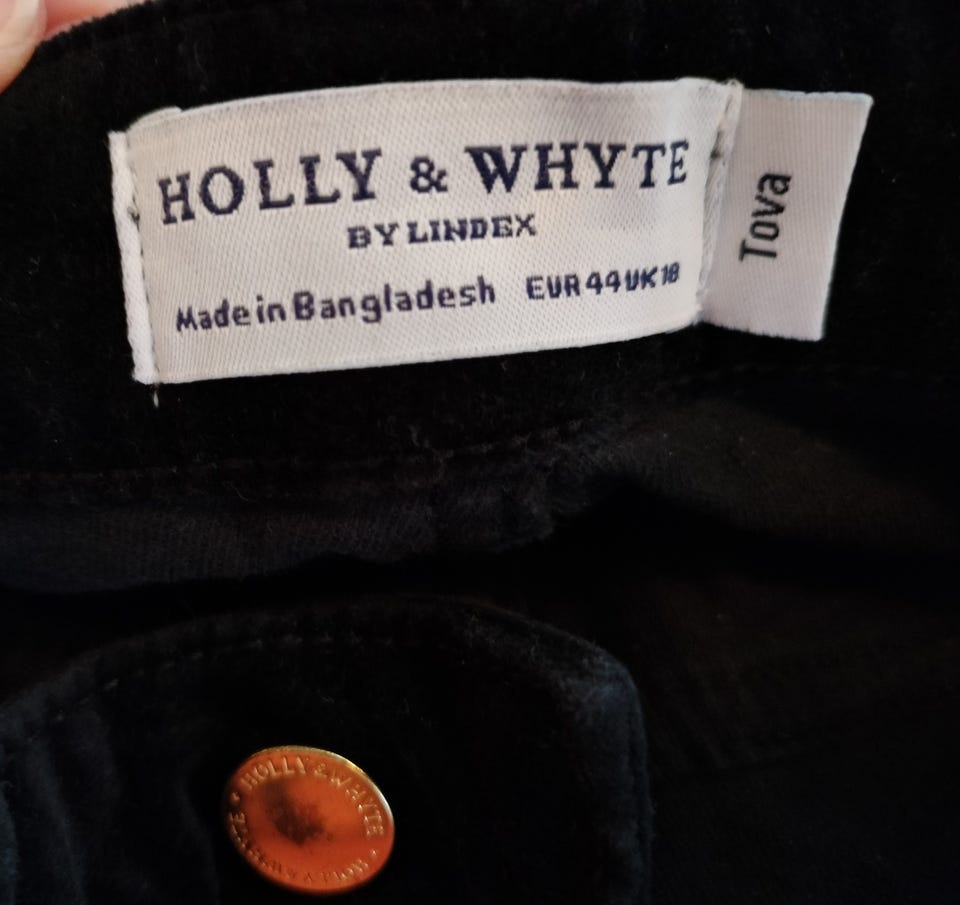 HOLLY & WHYTE
BY LINDEX
Made in Bangladesh EUR 44 UK 18
Tova
HOLLY & WHYTE